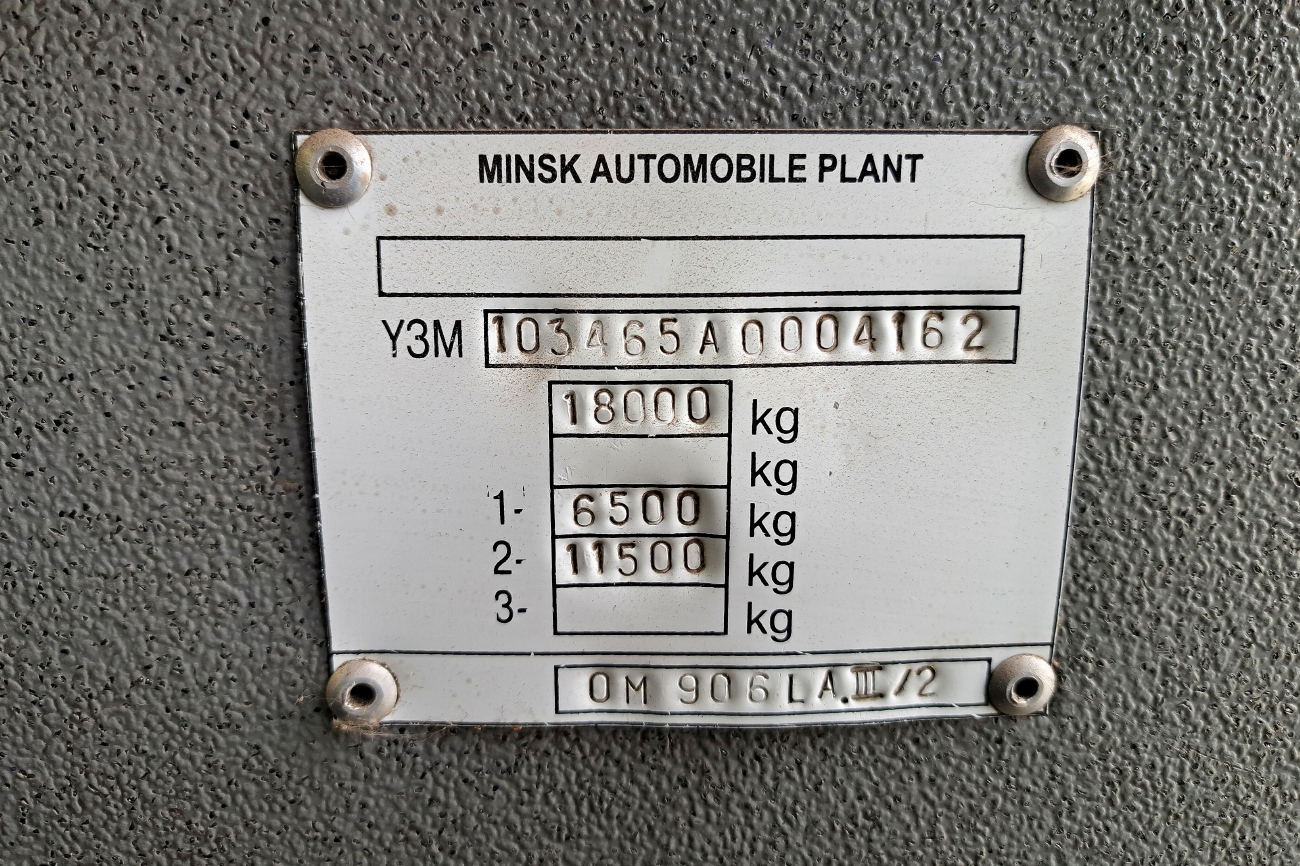 MINSK AUTOMOBILE PLANT
Y3M 103465A0004162
18000 kg
kg
1- 6500 kg
2- 11500 kg
3- kg
OM 906LA.III/2